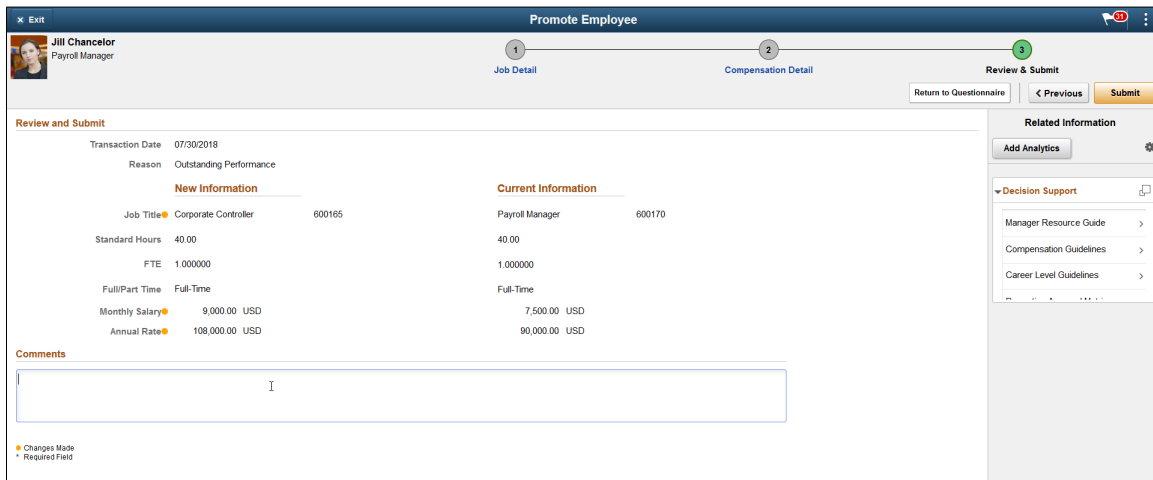 × Exit
Promote Employee
31
Jill Chancelor
Payroll Manager
1
2
3
Job Detail
Compensation Detail
Review & Submit
Return to Questionnaire
Previous
Submit
Review and Submit
Transaction Date 07/30/2018
Reason Outstanding Performance
New Information Current Information
Job Title Corporate Controller 600165 Payroll Manager 600170
Standard Hours 40.00 40.00
FTE 1.000000 1.000000
Full/Part Time Full-Time Full-Time
Monthly Salary 9,000.00 USD 7,500.00 USD
Annual Rate 108,000.00 USD 90,000.00 USD
Comments
Changes Made
* Required Field
Related Information
Add Analytics
Decision Support
Manager Resource Guide
Compensation Guidelines
Career Level Guidelines